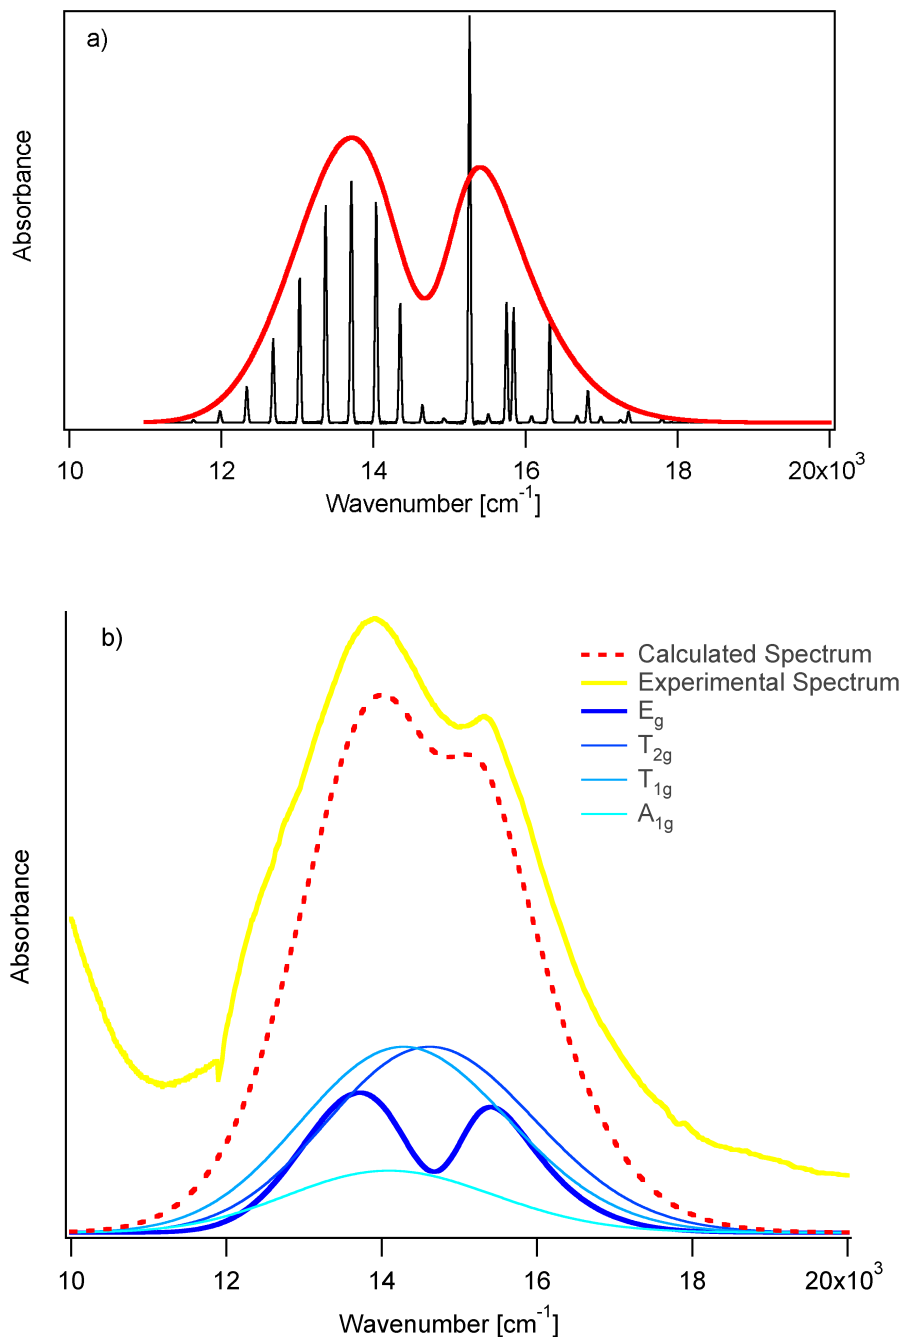 a)
Absorbance
10 12 14 16 18 20x10³
Wavenumber [cm⁻¹]
b)
Calculated Spectrum
Experimental Spectrum
E_g
T_2g
T_1g
A_1g
Absorbance
10 12 14 16 18 20x10³
Wavenumber [cm⁻¹]